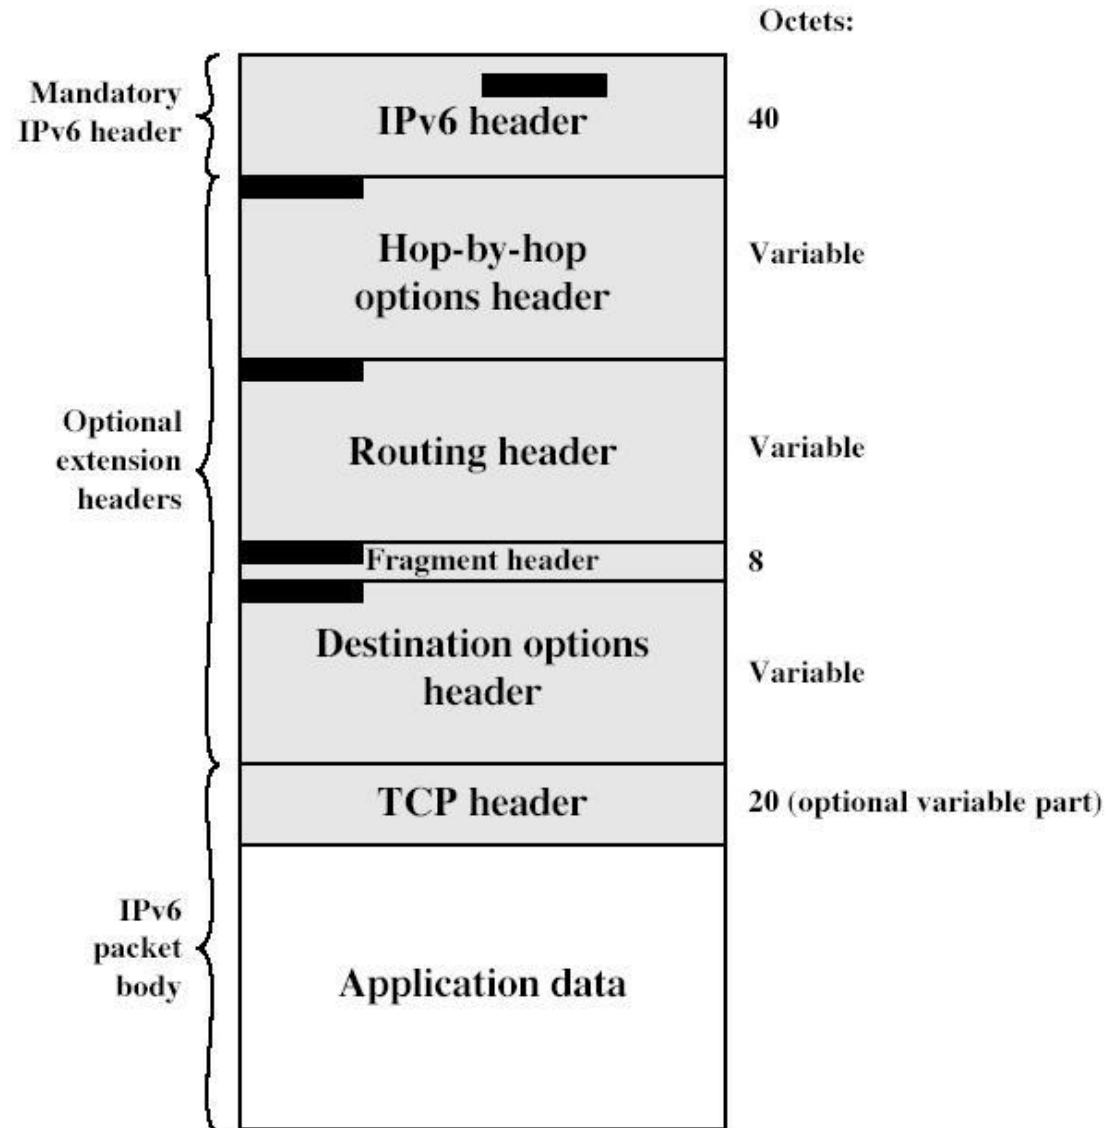 Octets:
Mandatory
IPv6 header
IPv6 header
40
Hop-by-hop
options header
Variable
Optional
extension
headers
Routing header
Variable
Fragment header
8
Destination options
header
Variable
TCP header
20 (optional variable part)
IPv6
packet
body
Application data